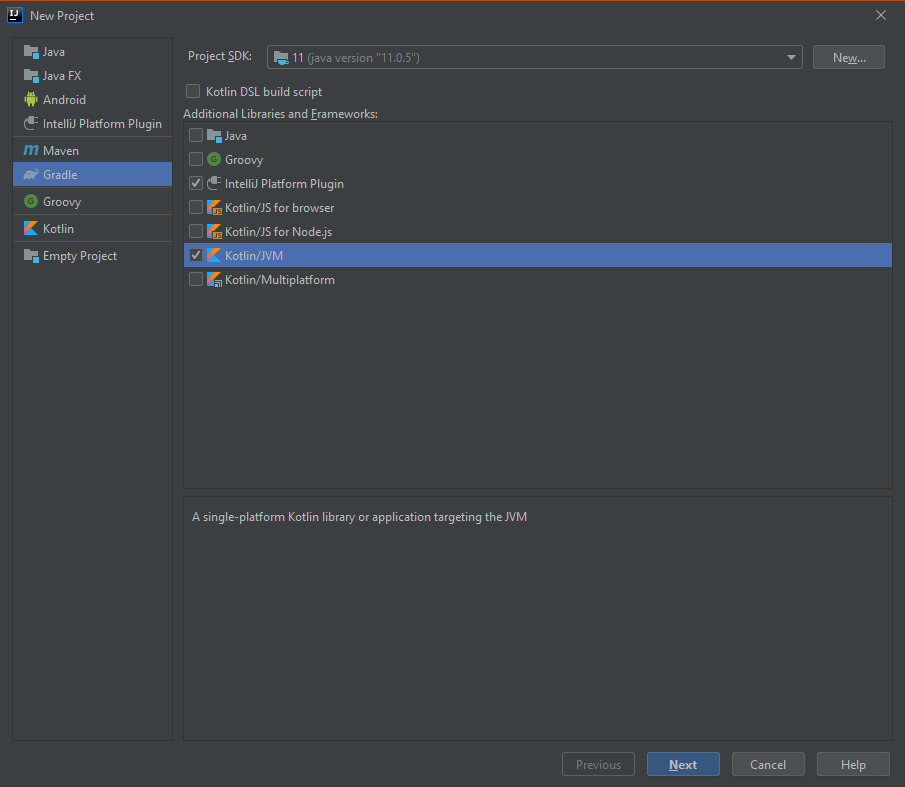 New Project
Java
Java FX
Android
IntelliJ Platform Plugin
Maven
Gradle
Groovy
Kotlin
Empty Project
Project SDK: 11 (java version "11.0.5") New...
Kotlin DSL build script
Additional Libraries and Frameworks:
Java
Groovy
IntelliJ Platform Plugin
Kotlin/JS for browser
Kotlin/JS for Node.js
Kotlin/JVM
Kotlin/Multiplatform
A single-platform Kotlin library or application targeting the JVM
Previous Next Cancel Help